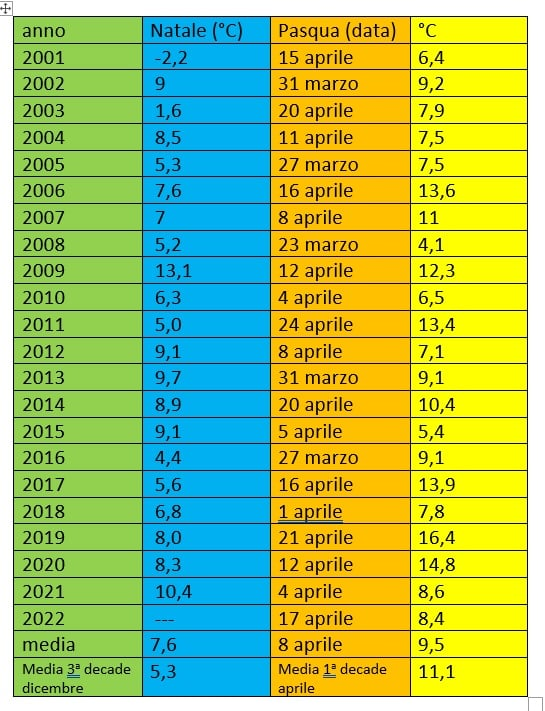 anno Natale (°C) Pasqua (data) °C
2001 -2,2 15 aprile 6,4
2002 9 31 marzo 9,2
2003 1,6 20 aprile 7,9
2004 8,5 11 aprile 7,5
2005 5,3 27 marzo 7,5
2006 7,6 16 aprile 13,6
2007 7 8 aprile 11
2008 5,2 23 marzo 4,1
2009 13,1 12 aprile 12,3
2010 6,3 4 aprile 6,5
2011 5,0 24 aprile 13,4
2012 9,1 8 aprile 7,1
2013 9,7 31 marzo 9,1
2014 8,9 20 aprile 10,4
2015 9,1 5 aprile 5,4
2016 4,4 27 marzo 9,1
2017 5,6 16 aprile 13,9
2018 6,8 1 aprile 7,8
2019 8,0 21 aprile 16,4
2020 8,3 12 aprile 14,8
2021 10,4 4 aprile 8,6
2022 --- 17 aprile 8,4
media 7,6 8 aprile 9,5
Media 3ª decade
dicembre
5,3
Media 1ª decade
aprile
11,1